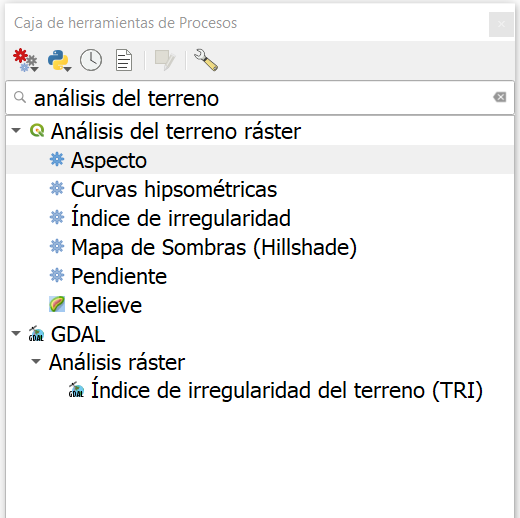 Caja de herramientas de Procesos
análisis del terreno
Análisis del terreno ráster
Aspecto
Curvas hipsométricas
Índice de irregularidad
Mapa de Sombras (Hillshade)
Pendiente
Relieve
GDAL
Análisis ráster
Índice de irregularidad del terreno (TRI)